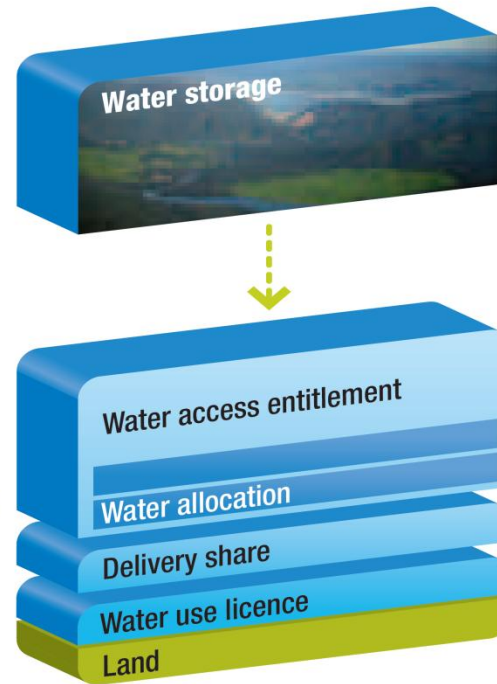 Water storage
Water access entitlement
Water allocation
Delivery share
Water use licence
Land